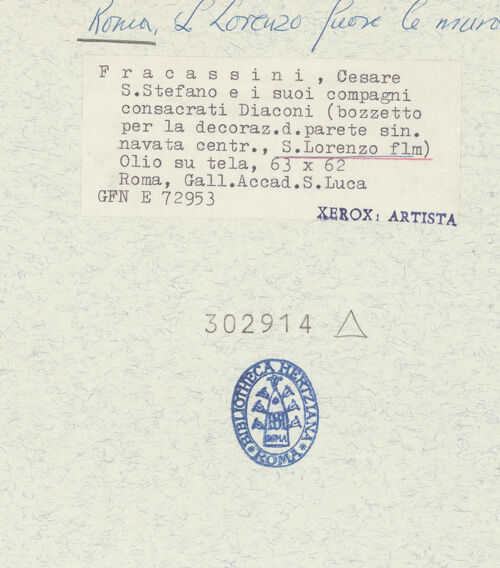 Roma, S Lorenzo fuori le mura
F r a c a s s i n i , Cesare
S.Stefano e i suoi compagni
consacrati Diaconi (bozzetto
per la decoraz.d.parete sin.
navata centr., S.Lorenzo flm)
Olio su tela, 63 x 62
Roma, Gall.Accad.S.Luca
GFN E 72953
XEROX: ARTISTA
302914
BIBLIOTHECA HERTZIANA
ROMA
ROMA